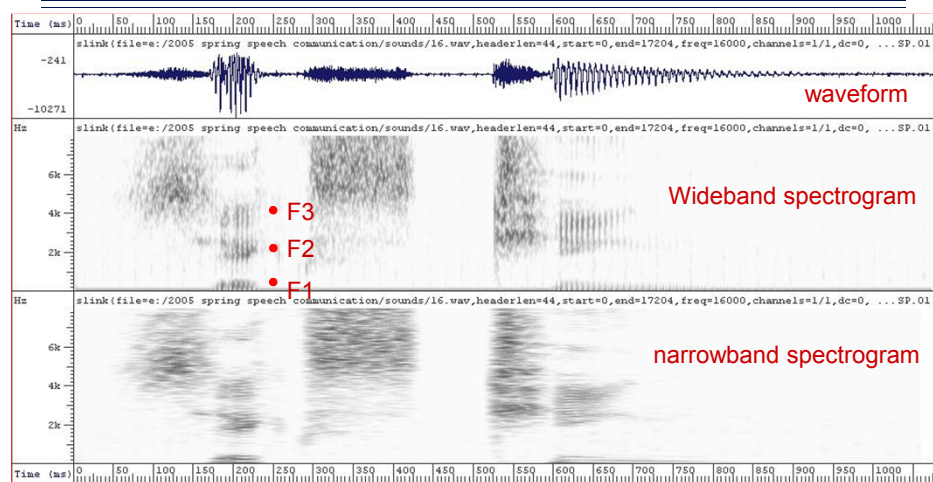 Time (ms) 0 50 100 150 200 250 300 350 400 450 500 530 600 650 700 750 800 850 900 950 1000
slink(file=e:/2005 spring speech communication/sounds/16.wav,headerlen=44,start=0,end=17204,freq=16000,channels=1/1,dc=0, ...SP.01
-241
waveform
-10271
Hz slink(file=e:/2005 spring speech communication/sounds/16.wav,headerlen=44,start=0,end=17204,freq=16000,channels=1/1,dc=0, ...SP.01
6k
Wideband spectrogram
4k
F3
2k
F2
F1
Hz slink(file=e:/2005 spring speech communication/sounds/16.wav,headerlen=44,start=0,end=17204,freq=16000,channels=1/1,dc=0, ...SP.01
6k
narrowband spectrogram
4k
2k
Time (ms) 0 50 100 150 200 250 300 350 400 450 500 530 600 650 700 750 800 850 900 950 1000